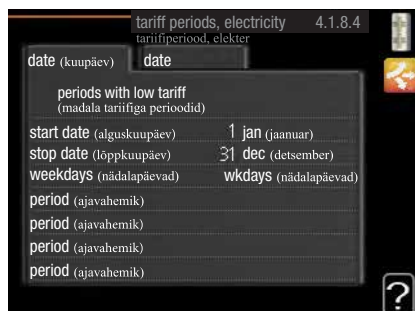 tariff periods, electricity 4.1.8.4
tariifiperiood, elekter
date (kuupäev) date
periods with low tariff
(madala tariifiga perioodid)
start date (alguskuupäev) 1 jan (jaanuar)
stop date (lõppkuupäev) 31 dec (detsember)
weekdays (nädalapäevad) wkdays (nädalapäevad)
period (ajavahemik)
period (ajavahemik)
period (ajavahemik)
period (ajavahemik)
?